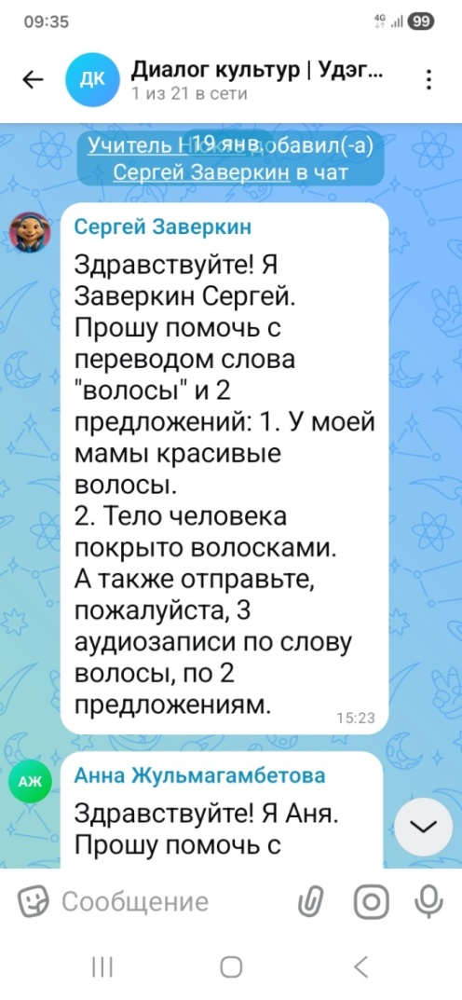 09:35
4G 99
ДК
Диалог культур | Удэг...
1 из 21 в сети
Учитель добавил(-а)
19 янв.
Сергей Заверкин в чат
Сергей Заверкин
Здравствуйте! Я
Заверкин Сергей.
Прошу помочь с
переводом слова
"волосы" и 2
предложений: 1. У моей
мамы красивые
волосы.
2. Тело человека
покрыто волосками.
А также отправьте,
пожалуйста, 3
аудиозаписи по слову
волосы, по 2
предложениям.
15:23
АЖ
Анна Жульмагамбетова
Здравствуйте! Я Аня.
Прошу помочь с
Сообщение